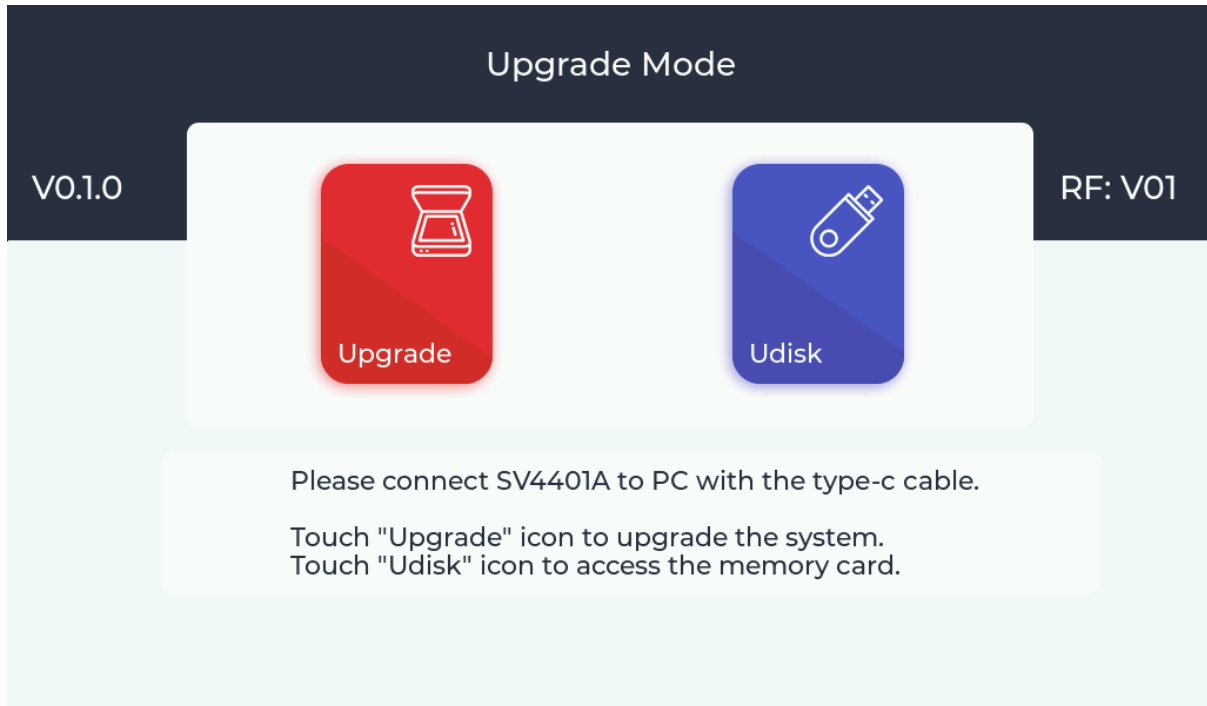 Upgrade Mode
V0.1.0
RF: V01
Upgrade
Udisk
Please connect SV4401A to PC with the type-c cable.
Touch "Upgrade" icon to upgrade the system.
Touch "Udisk" icon to access the memory card.